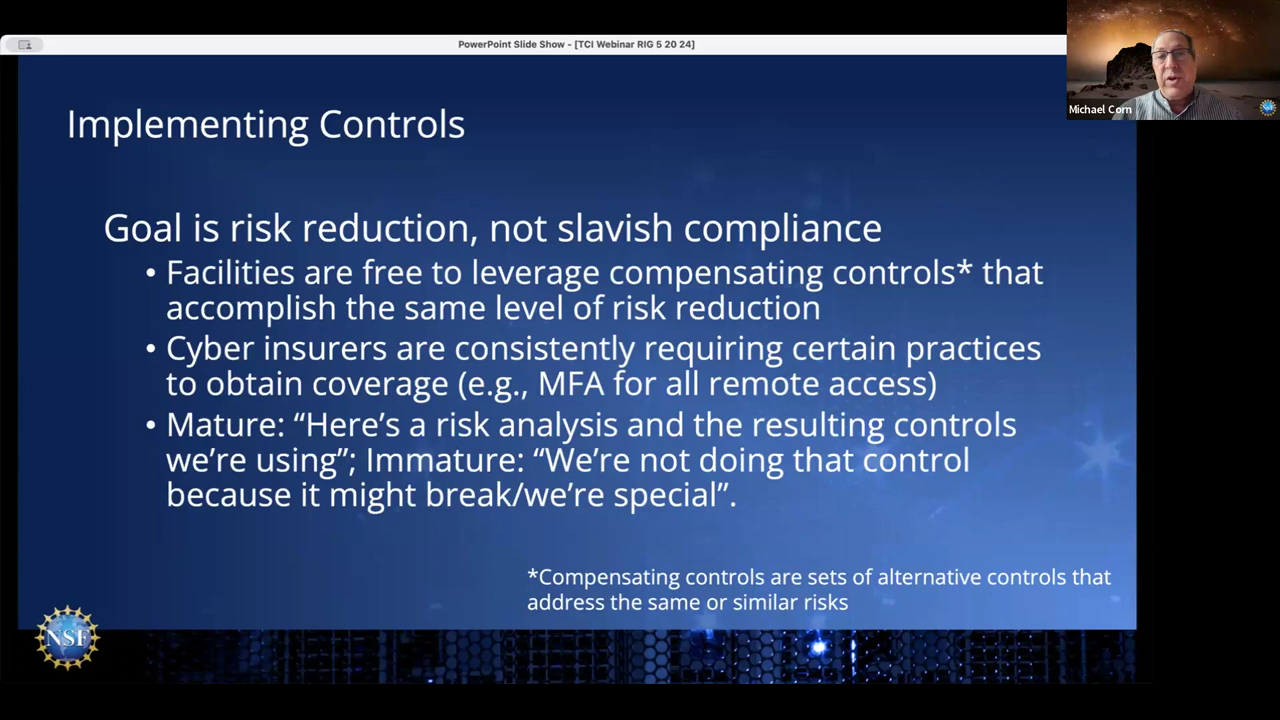 PowerPoint Slide Show - [TCI Webinar RIG 5 20 24]
Michael Corn
Implementing Controls
Goal is risk reduction, not slavish compliance
• Facilities are free to leverage compensating controls* that
accomplish the same level of risk reduction
• Cyber insurers are consistently requiring certain practices
to obtain coverage (e.g., MFA for all remote access)
• Mature: “Here’s a risk analysis and the resulting controls
we’re using”; Immature: “We’re not doing that control
because it might break/we’re special”.
*Compensating controls are sets of alternative controls that
address the same or similar risks
NSF